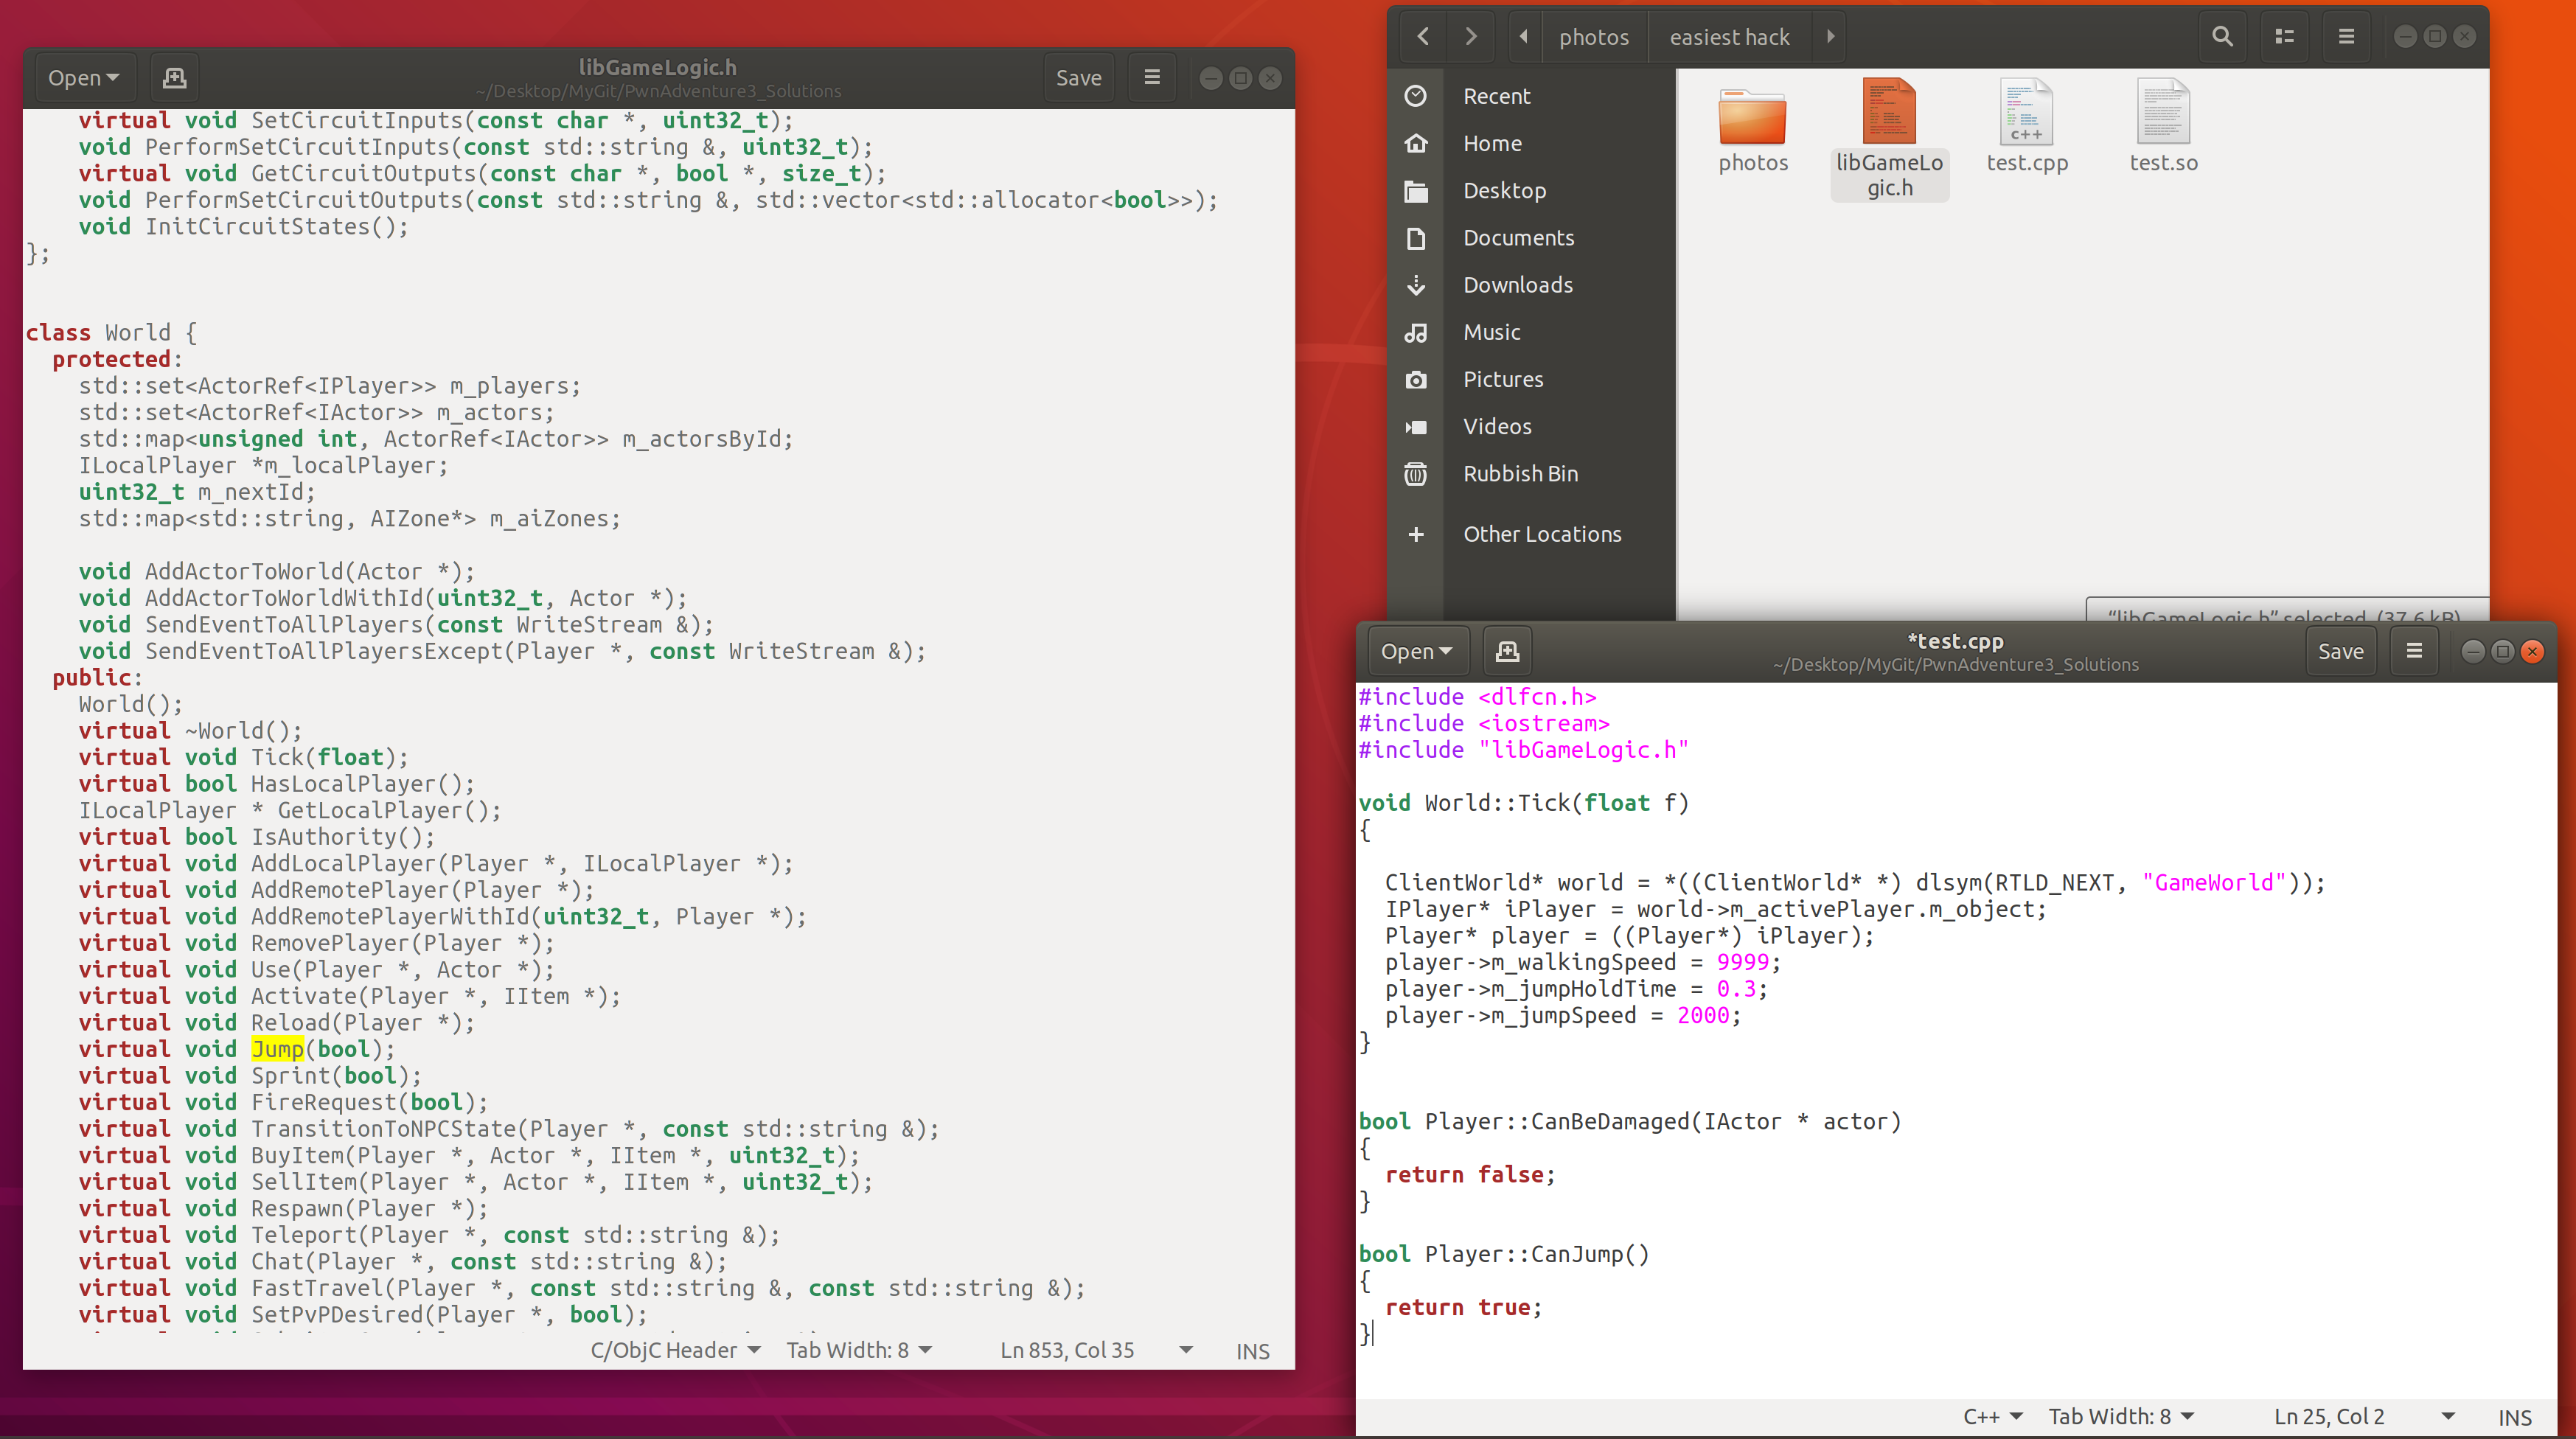 Open
libGameLogic.h
~/Desktop/MyGit/PwnAdventure3_Solutions
Save
    virtual void SetCircuitInputs(const char *, uint32_t);
    void PerformSetCircuitInputs(const std::string &, uint32_t);
    virtual void GetCircuitOutputs(const char *, bool *, size_t);
    void PerformSetCircuitOutputs(const std::string &, std::vector<std::allocator<bool>>);
    void InitCircuitStates();
};
class World {
  protected:
    std::set<ActorRef<IPlayer>> m_players;
    std::set<ActorRef<IActor>> m_actors;
    std::map<unsigned int, ActorRef<IActor>> m_actorsById;
    ILocalPlayer *m_localPlayer;
    uint32_t m_nextId;
    std::map<std::string, AIZone*> m_aiZones;
    void AddActorToWorld(Actor *);
    void AddActorToWorldWithId(uint32_t, Actor *);
    void SendEventToAllPlayers(const WriteStream &);
    void SendEventToAllPlayersExcept(Player *, const WriteStream &);
  public:
    World();
    virtual ~World();
    virtual void Tick(float);
    virtual bool HasLocalPlayer();
    ILocalPlayer * GetLocalPlayer();
    virtual bool IsAuthority();
    virtual void AddLocalPlayer(Player *, ILocalPlayer *);
    virtual void AddRemotePlayer(Player *);
    virtual void AddRemotePlayerWithId(uint32_t, Player *);
    virtual void RemovePlayer(Player *);
    virtual void Use(Player *, Actor *);
    virtual void Activate(Player *, IItem *);
    virtual void Reload(Player *);
    virtual void Jump(bool);
    virtual void Sprint(bool);
    virtual void FireRequest(bool);
    virtual void TransitionToNPCState(Player *, const std::string &);
    virtual void BuyItem(Player *, Actor *, IItem *, uint32_t);
    virtual void SellItem(Player *, Actor *, IItem *, uint32_t);
    virtual void Respawn(Player *);
    virtual void Teleport(Player *, const std::string &);
    virtual void Chat(Player *, const std::string &);
    virtual void FastTravel(Player *, const std::string &, const std::string &);
    virtual void SetPvPDesired(Player *, bool);
C/ObjC Header
Tab Width: 8
Ln 853, Col 35
INS
photos
easiest hack
Recent
Home
Desktop
Documents
Downloads
Music
Pictures
Videos
Rubbish Bin
Other Locations
photos
libGameLo
gic.h
c++
test.cpp
test.so
“libGameLogic.h” selected (37.6 kB)
Open
*test.cpp
~/Desktop/MyGit/PwnAdventure3_Solutions
Save
#include <dlfcn.h>
#include <iostream>
#include "libGameLogic.h"
void World::Tick(float f)
{
  ClientWorld* world = *((ClientWorld* *) dlsym(RTLD_NEXT, "GameWorld"));
  IPlayer* iPlayer = world->m_activePlayer.m_object;
  Player* player = ((Player*) iPlayer);
  player->m_walkingSpeed = 9999;
  player->m_jumpHoldTime = 0.3;
  player->m_jumpSpeed = 2000;
}
bool Player::CanBeDamaged(IActor * actor)
{
  return false;
}
bool Player::CanJump()
{
  return true;
}
C++
Tab Width: 8
Ln 25, Col 2
INS